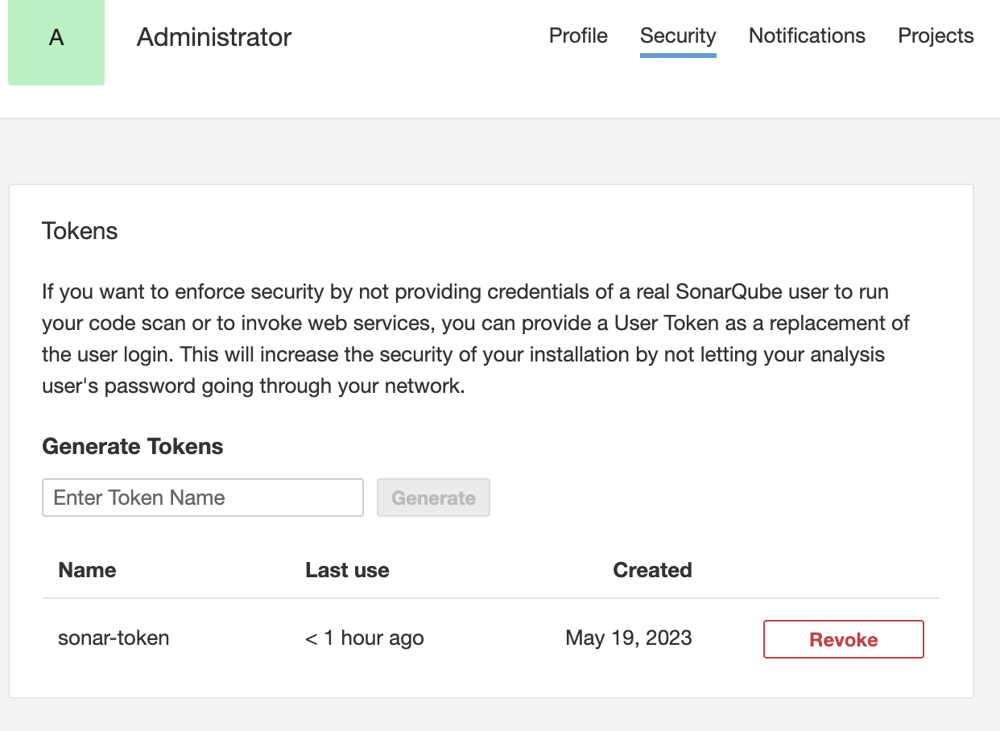 A
Administrator
Profile Security Notifications Projects
Tokens
If you want to enforce security by not providing credentials of a real SonarQube user to run
your code scan or to invoke web services, you can provide a User Token as a replacement of
the user login. This will increase the security of your installation by not letting your analysis
user's password going through your network.
Generate Tokens
Enter Token Name Generate
Name Last use Created
sonar-token < 1 hour ago May 19, 2023 Revoke